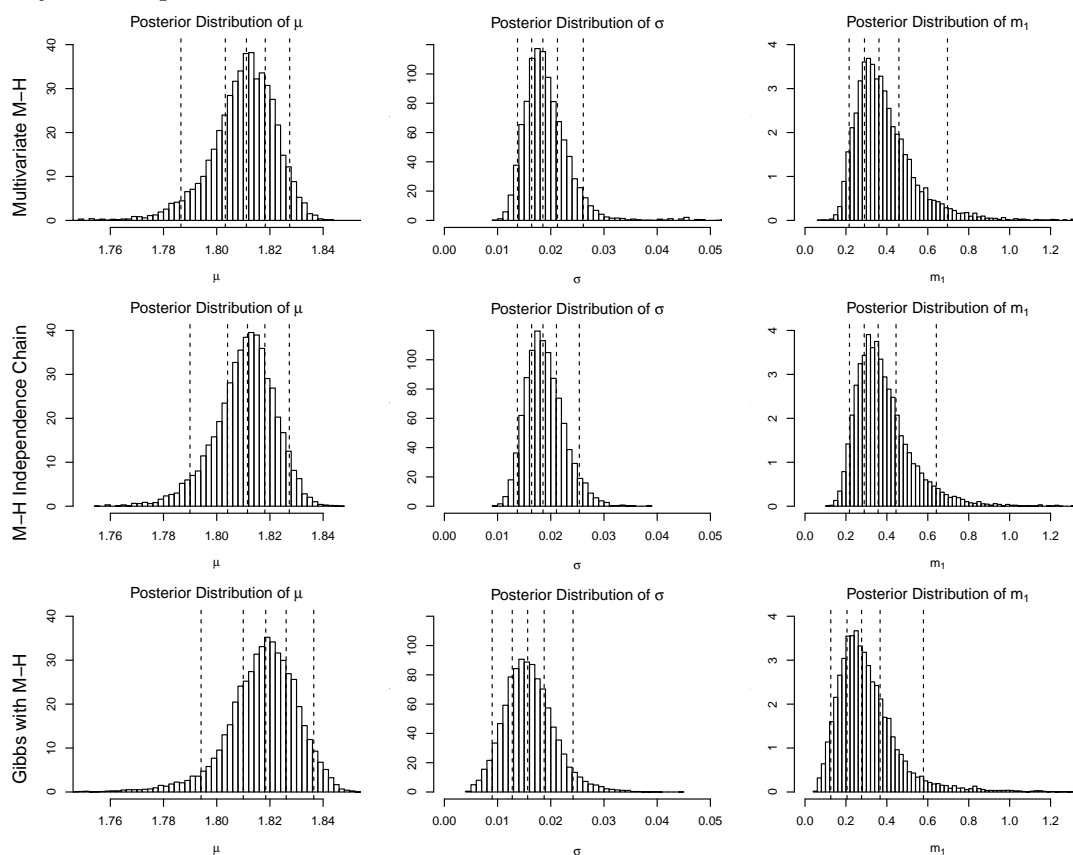 Posterior Distribution of μ
Posterior Distribution of σ
Posterior Distribution of m₁
Multivariate M−H
0 10 20 30 40
0 20 40 60 80 100
0 1 2 3 4
1.76 1.78 1.80 1.82 1.84
0.00 0.01 0.02 0.03 0.04 0.05
0.0 0.2 0.4 0.6 0.8 1.0 1.2
μ
σ
m₁
Posterior Distribution of μ
Posterior Distribution of σ
Posterior Distribution of m₁
M−H Independence Chain
0 10 20 30 40
0 20 40 60 80 100
0 1 2 3 4
1.76 1.78 1.80 1.82 1.84
0.00 0.01 0.02 0.03 0.04 0.05
0.0 0.2 0.4 0.6 0.8 1.0 1.2
μ
σ
m₁
Posterior Distribution of μ
Posterior Distribution of σ
Posterior Distribution of m₁
Gibbs with M−H
0 10 20 30 40
0 20 40 60 80 100
0 1 2 3 4
1.76 1.78 1.80 1.82 1.84
0.00 0.01 0.02 0.03 0.04 0.05
0.0 0.2 0.4 0.6 0.8 1.0 1.2
μ
σ
m₁